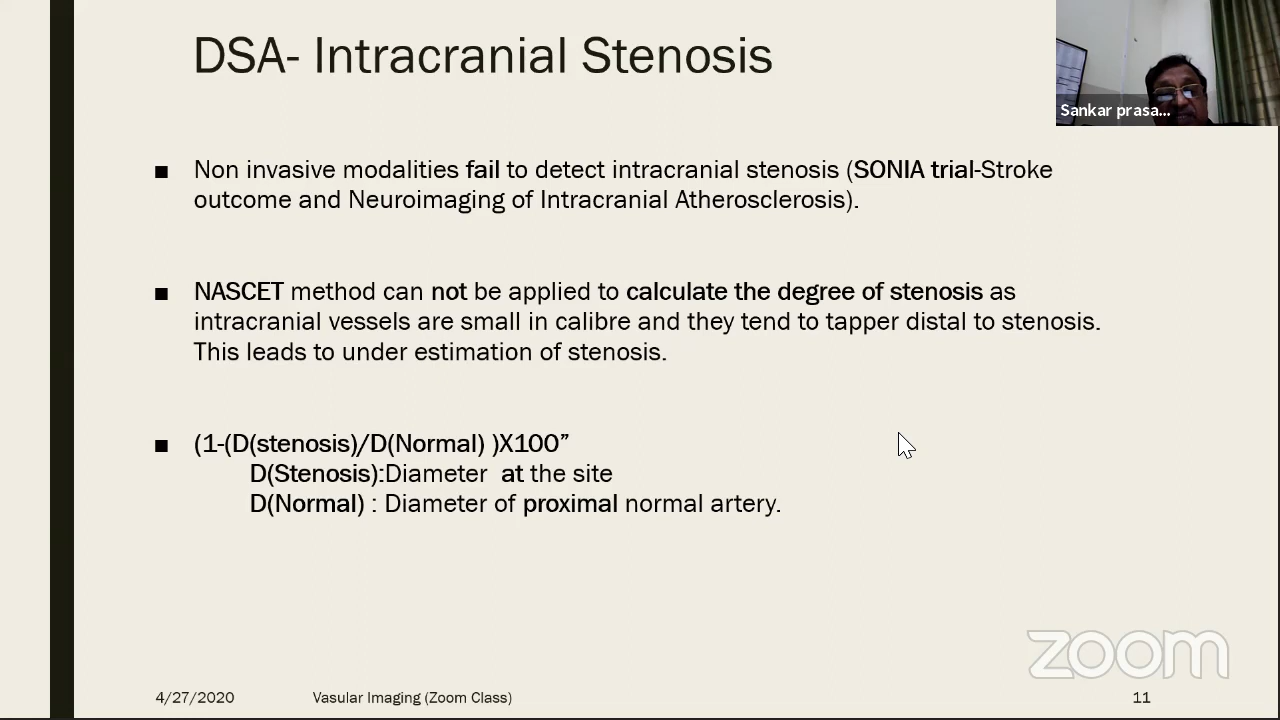 DSA- Intracranial Stenosis
Sankar prasa...
■ Non invasive modalities fail to detect intracranial stenosis (SONIA trial-Stroke
outcome and Neuroimaging of Intracranial Atherosclerosis).
■ NASCET method can not be applied to calculate the degree of stenosis as
intracranial vessels are small in calibre and they tend to tapper distal to stenosis.
This leads to under estimation of stenosis.
■ (1-(D(stenosis)/D(Normal) )X100”
D(Stenosis):Diameter at the site
D(Normal) : Diameter of proximal normal artery.
zoom
4/27/2020 Vasular Imaging (Zoom Class) 11